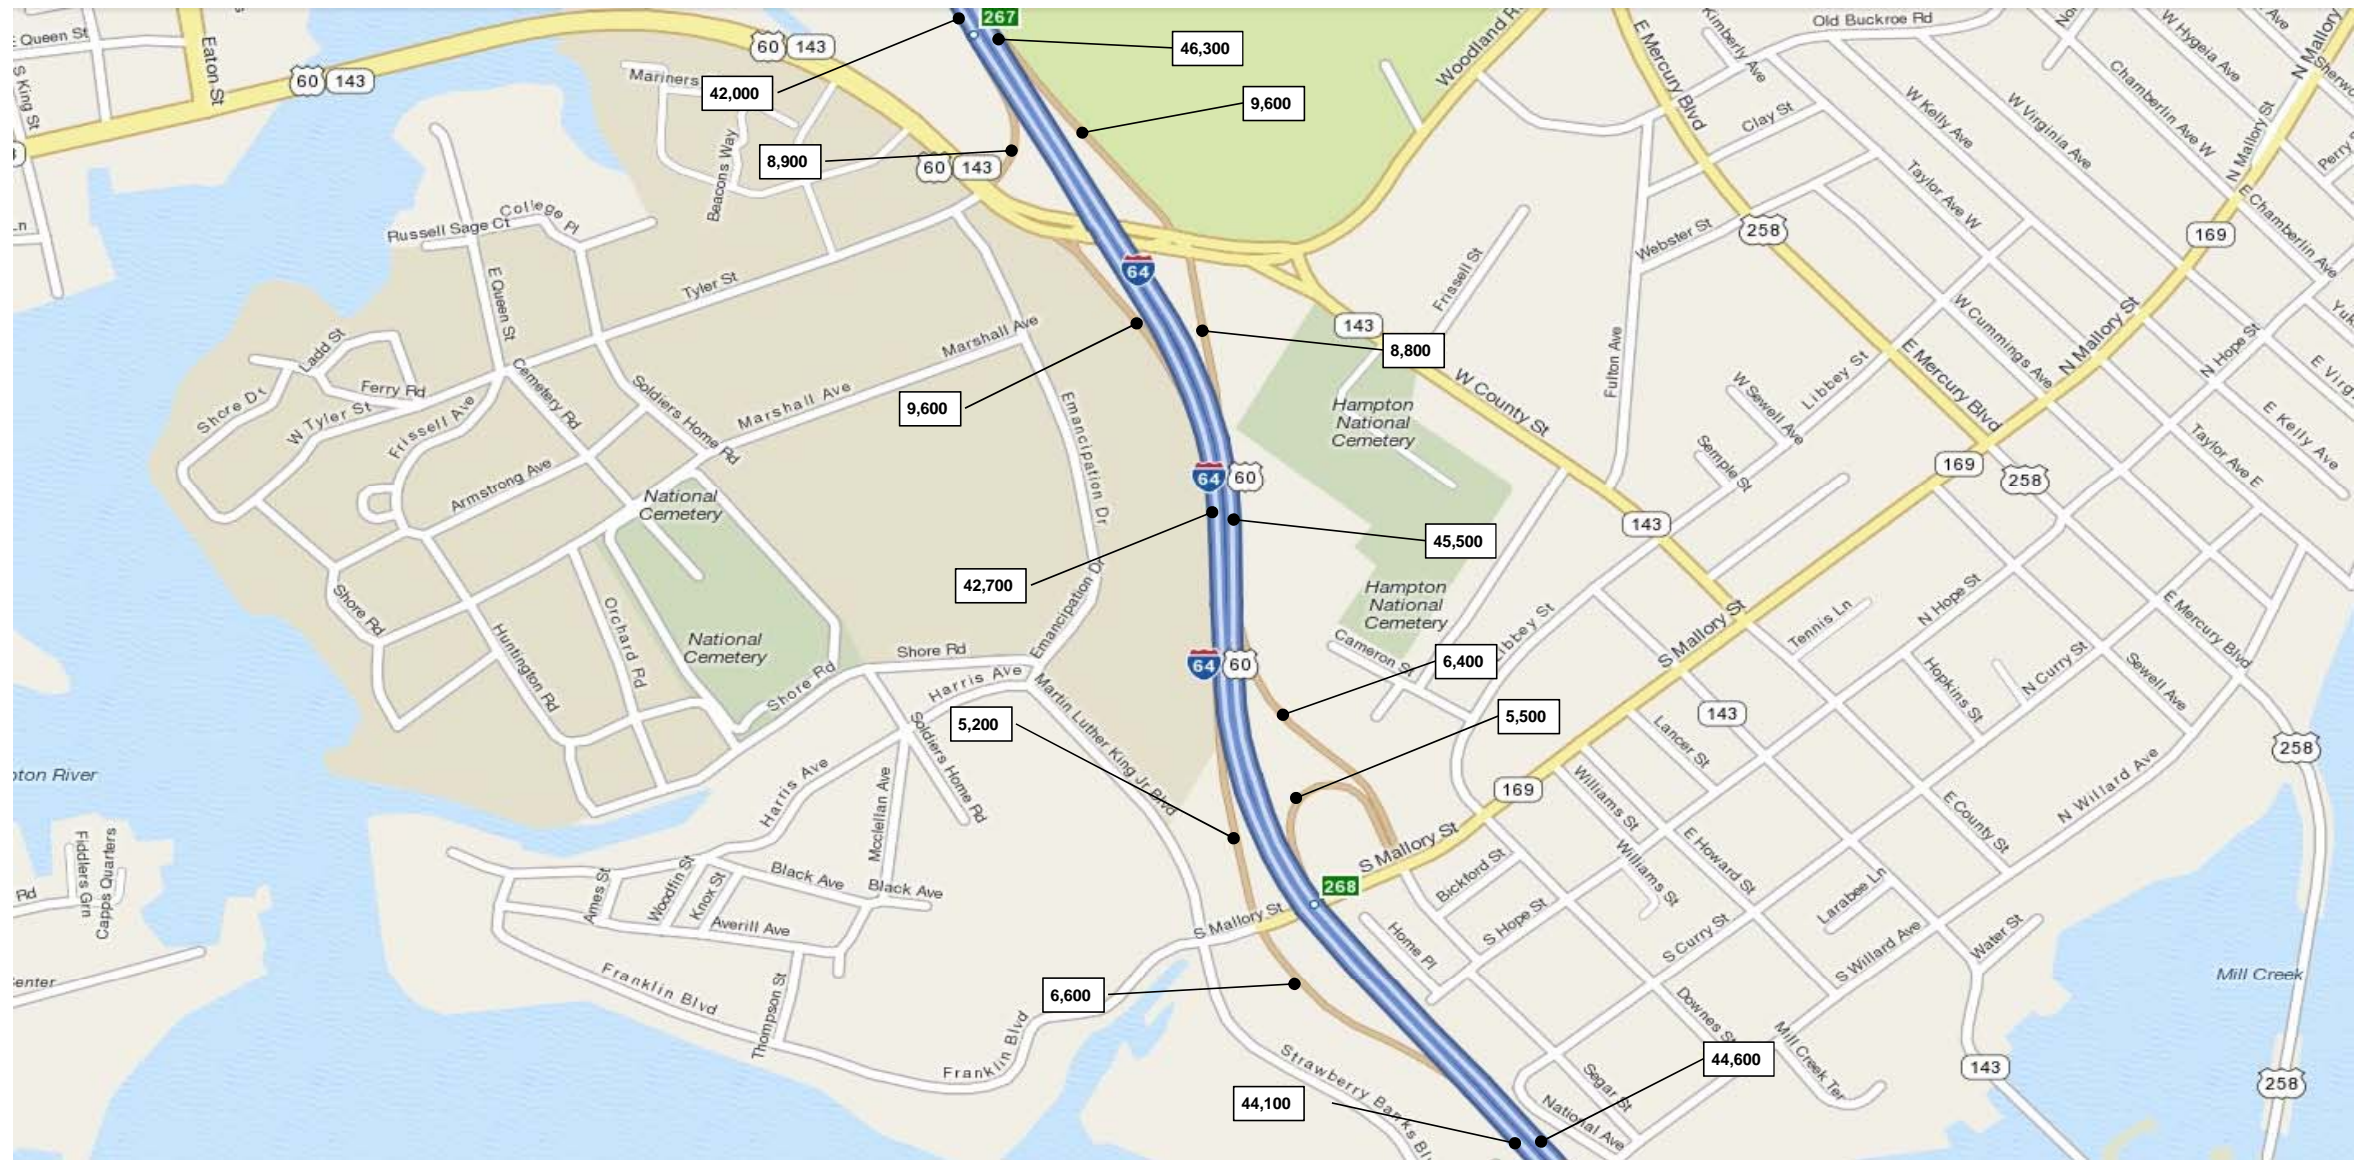 267
46,300
42,000
9,600
8,900
9,600
8,800
42,700
45,500
6,400
5,500
5,200
268
6,600
44,600
44,100
E Queen St
S King St
Eaton St
60
143
60
143
Mariners
Beacons Way
60
143
Woodland
E Mercury Blvd
Kimberly Ave
Old Buckroe Rd
W Hygeia Ave
Ave
N Mallory
Chamberlin Ave W
W Kelly Ave
W Virginia Ave
Clay St
N Mallory St
Perry
Taylor Ave W
E Chamberlin Ave
Webster St
258
169
Russell Sage Ct
College Pl
E Queen St
Tyler St
64
Frissell St
143
Fulton Ave
W Cummings Ave
N Mallory St
N Hope St
Ladd St
Shore Dr
Ferry Rd
W Tyler St
Frissell Ave
Cemetery Rd
Soldiers Home Rd
Marshall Ave
Marshall Ave
Emancipation Dr
Hampton
National
Cemetery
W County St
W Sewell Ave
Libbey St
E Mercury Blvd
Semple St
E Kelly Ave
Taylor Ave E
169
258
Armstrong Ave
National
Cemetery
64
60
143
Hampton
National
Cemetery
Shore Rd
Huntington Rd
Orchard Rd
National
Cemetery
Shore Rd
Shore Rd
Emancipation Dr
64
60
Cameron St
Libbey St
S Mallory St
Tennis Ln
N Hope St
E Mercury Blvd
Harris Ave
Martin Luther King Jr Blvd
Soldiers Home Rd
Hopkins St
N Curry St
Sewell Ave
143
Lancer St
258
Harris Ave
Mcclellan Ave
169
Williams St
Williams St
E Howard St
E County St
N Willard Ave
Fiddlers Grn
Capps Quarters
Rd
Ames St
Woodfin St
Knox St
Black Ave
Black Ave
Averill Ave
S Mallory St
S Mallory St
Bickford St
Larabee Ln
Home Pl
S Hope St
S Curry St
S Willard Ave
Water St
Mill Creek
Franklin Blvd
Thompson St
Franklin Blvd
Downes St
Mill Creek Ter
Strawberry Banks
Segar St
National Ave
143
258